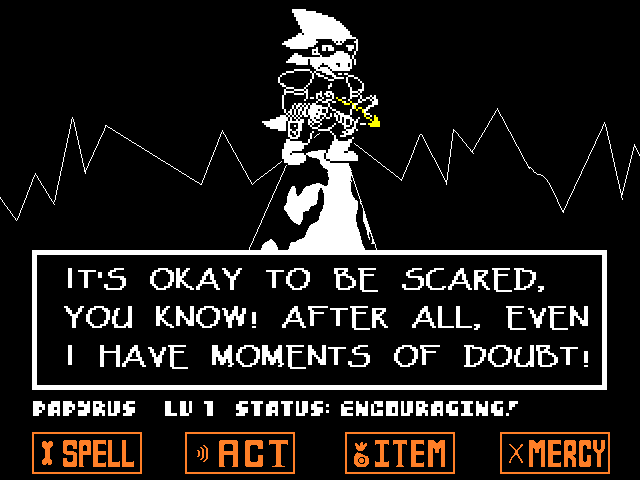 IT'S OKAY TO BE SCARED,
YOU KNOW! AFTER ALL, EVEN
I HAVE MOMENTS OF DOUBT!
PAPYRUS LV 1 STATUS: ENCOURAGING!
SPELL ACT ITEM MERCY